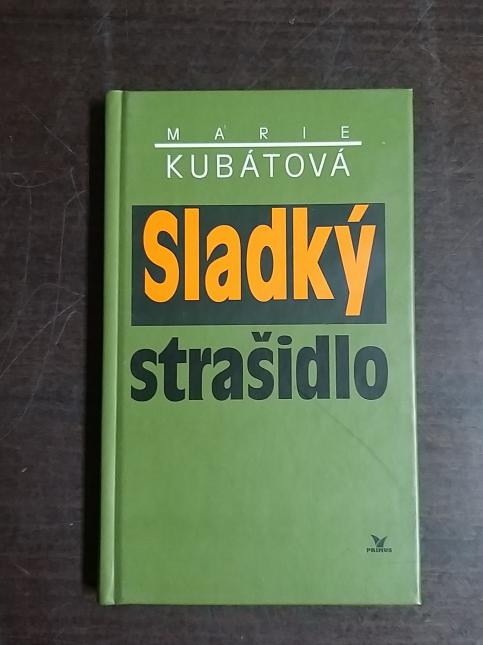 MARIE
KUBÁTOVÁ
Sladký
strašidlo
PRIMUS